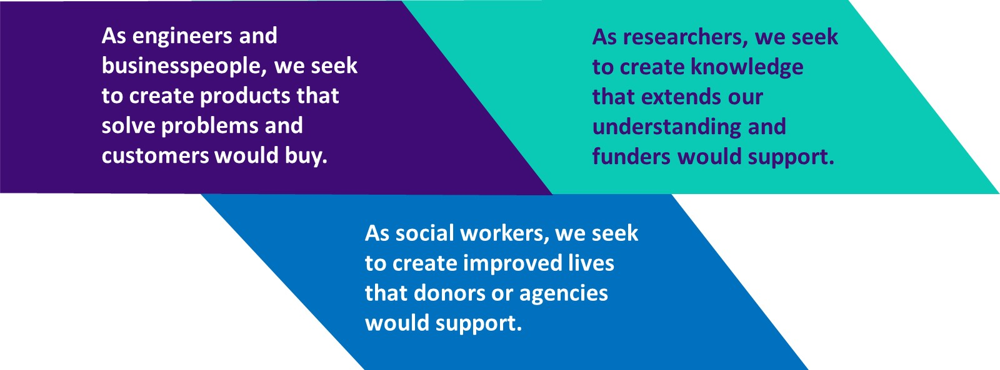 As engineers and
businesspeople, we seek
to create products that
solve problems and
customers would buy.
As researchers, we seek
to create knowledge
that extends our
understanding and
funders would support.
As social workers, we seek
to create improved lives
that donors or agencies
would support.